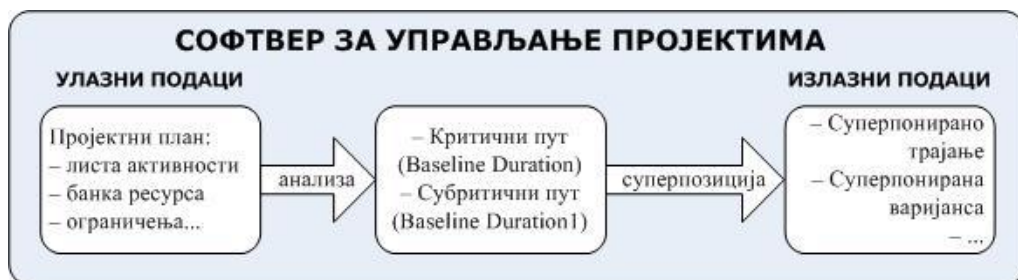 СОФТВЕР ЗА УПРАВЉАЊЕ ПРОЈЕКТИМА
УЛАЗНИ ПОДАЦИ
Пројектни план:
– листа активности
– банка ресурса
– ограничења...
анализа
– Критични пут
(Baseline Duration)
– Субритични пут
(Baseline Duration1)
суперпозиција
ИЗЛАЗНИ ПОДАЦИ
– Суперпонирано
трајање
– Суперпонирана
варијанса
– ...